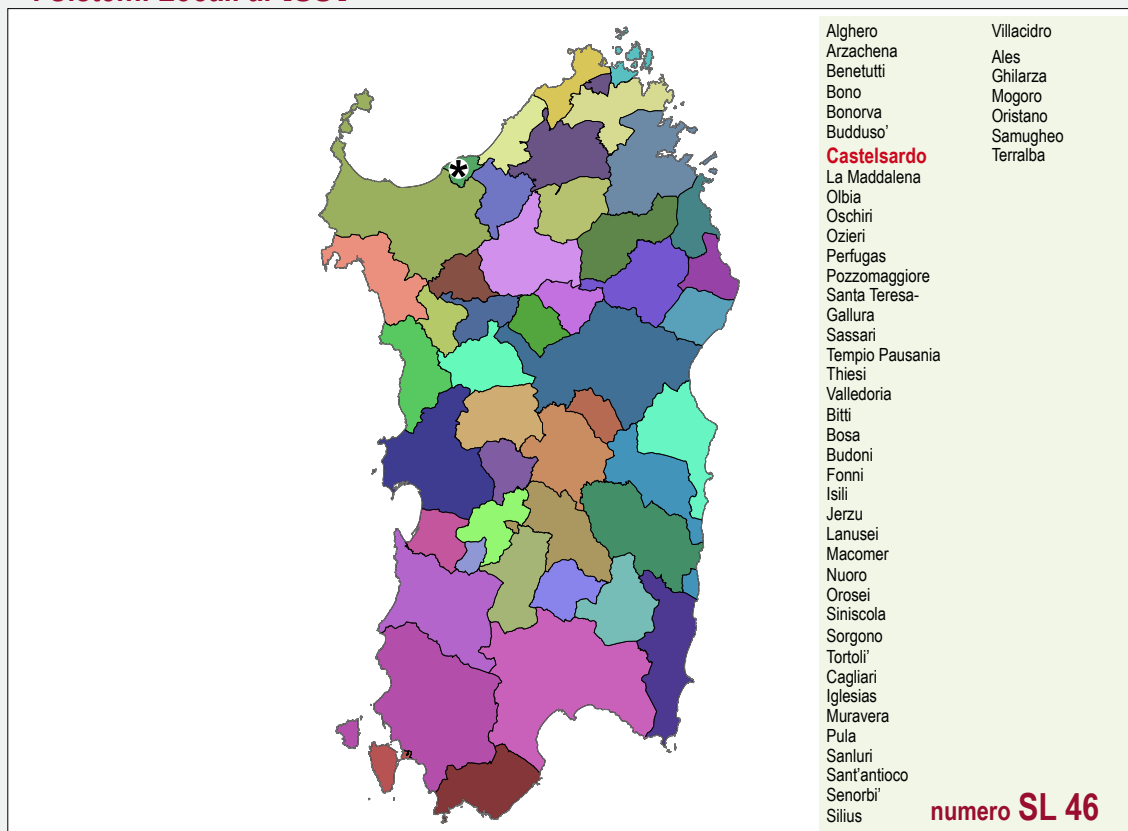 Alghero
Arzachena
Benetutti
Bono
Bonorva
Budduso'
Castelsardo
La Maddalena
Olbia
Oschiri
Ozieri
Perfugas
Pozzomaggiore
Santa Teresa-
Gallura
Sassari
Tempio Pausania
Thiesi
Valledoria
Bitti
Bosa
Budoni
Fonni
Isili
Jerzu
Lanusei
Macomer
Nuoro
Orosei
Siniscola
Sorgono
Tortoli'
Cagliari
Iglesias
Muravera
Pula
Sanluri
Sant'antioco
Senorbi'
Silius
Villacidro
Ales
Ghilarza
Mogoro
Oristano
Samugheo
Terralba
*
numero SL 46